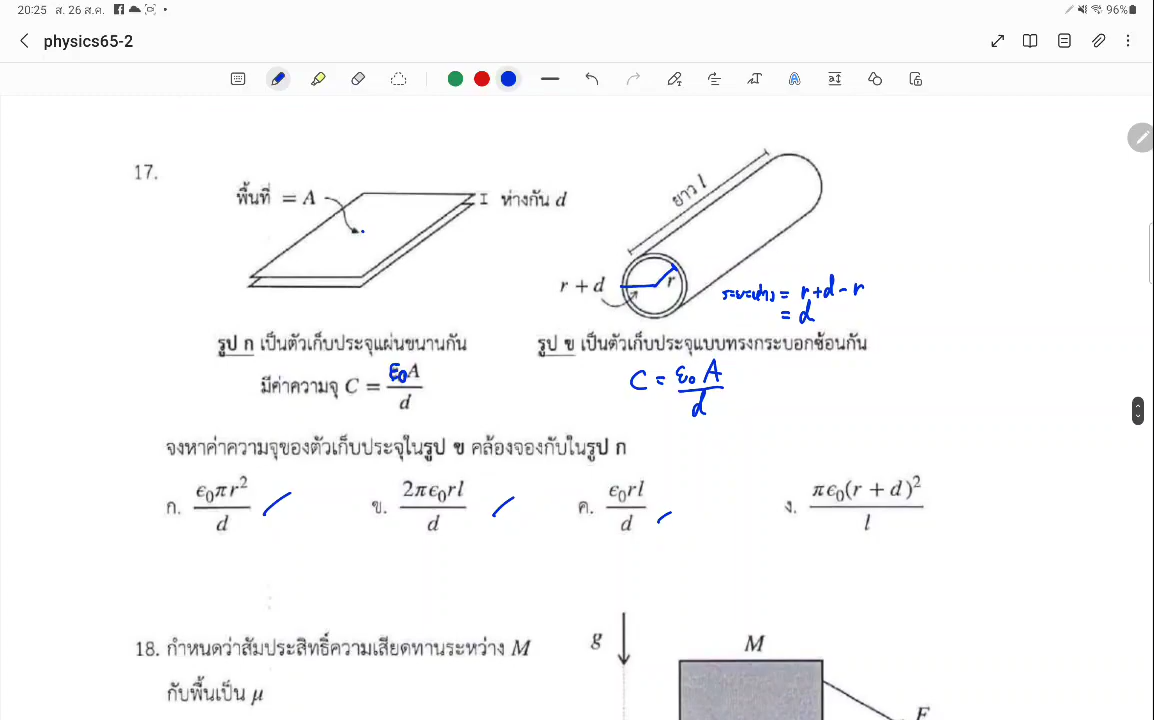 20:25 ส. 26 ส.ค. 96%
physics65-2
17.
พื้นที่ = A
ห่างกัน d
ยาว l
r + d
r
ระยะห่าง = r+d-r
= d
รูป ก เป็นตัวเก็บประจุแผ่นขนานกัน
รูป ข เป็นตัวเก็บประจุแบบทรงกระบอกซ้อนกัน
มีค่าความจุ C = ε₀A/d
C = ε₀A/d
จงหาค่าความจุของตัวเก็บประจุในรูป ข คล้องจองกับในรูป ก
ก. ϵ₀πr²/d ข. 2πϵ₀rl/d ค. ϵ₀rl/d ง. πϵ₀(r + d)²/l
18. กำหนดว่าสัมประสิทธิ์ความเสียดทานระหว่าง M
กับพื้นเป็น μ
g
M
F